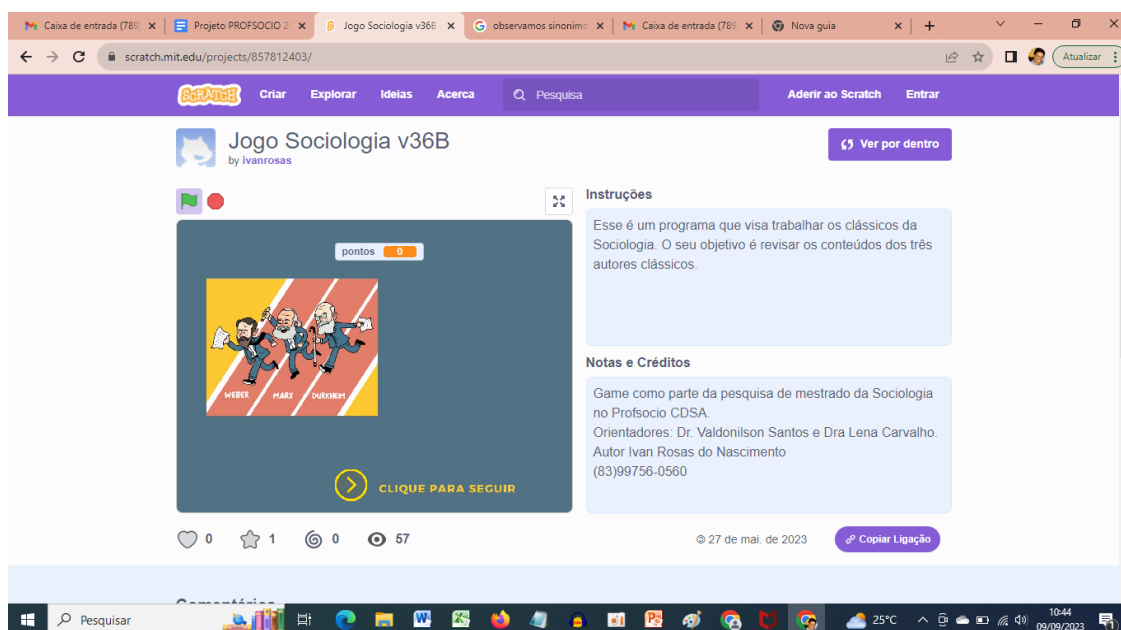 Caixa de entrada (789)
Projeto PROFSOCIO 2
Jogo Sociologia v36B
observamos sinonimo
Caixa de entrada (789)
Nova guia
scratch.mit.edu/projects/857812403/
Atualizar
SCRATCH
Criar
Explorar
Ideias
Acerca
Pesquisa
Aderir ao Scratch
Entrar
Jogo Sociologia v36B
by ivanrosas
Ver por dentro
pontos 0
WEBER MARX DURKHEIM
CLIQUE PARA SEGUIR
Instruções
Esse é um programa que visa trabalhar os clássicos da
Sociologia. O seu objetivo é revisar os conteúdos dos três
autores clássicos.
Notas e Créditos
Game como parte da pesquisa de mestrado da Sociologia
no Profsocio CDSA.
Orientadores: Dr. Valdonilson Santos e Dra Lena Carvalho.
Autor Ivan Rosas do Nascimento
(83)99756-0560
0
1
0
57
© 27 de mai. de 2023
Copiar Ligação
Comentários
Pesquisar
25°C
10:44
09/09/2023